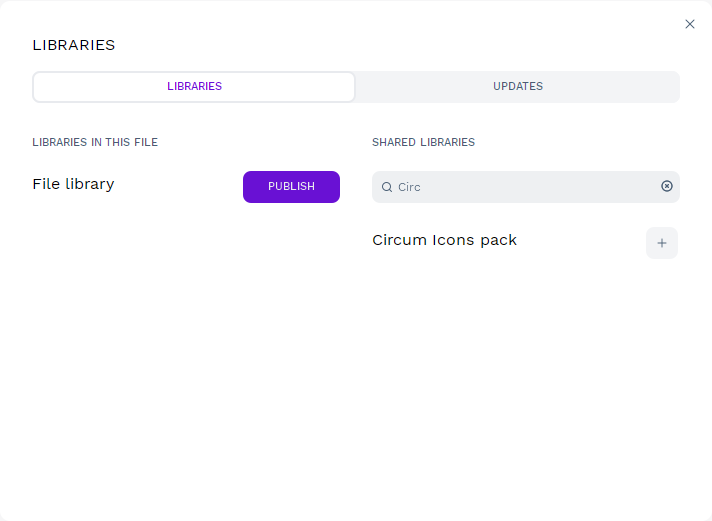 LIBRARIES
LIBRARIES
UPDATES
LIBRARIES IN THIS FILE
File library
PUBLISH
SHARED LIBRARIES
Circ
Circum Icons pack